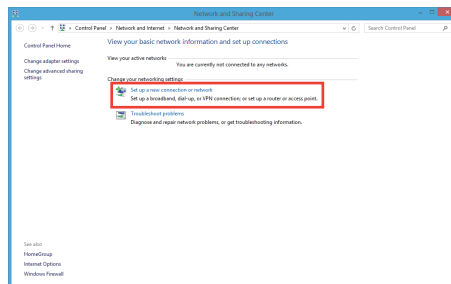 Network and Sharing Center
Control Panel Network and Internet Network and Sharing Center
Search Control Panel
Control Panel Home
Change adapter settings
Change advanced sharing
settings
View your basic network information and set up connections
View your active networks
You are currently not connected to any networks.
Change your networking settings
Set up a new connection or network
Set up a broadband, dial-up, or VPN connection; or set up a router or access point.
Troubleshoot problems
Diagnose and repair network problems, or get troubleshooting information.
See also
HomeGroup
Internet Options
Windows Firewall